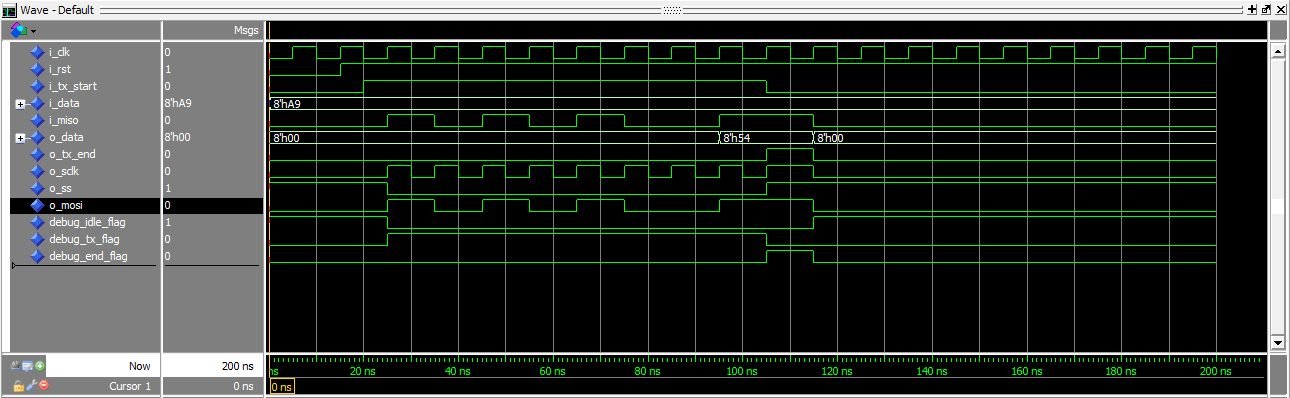 Wave - Default
Msgs
i_clk 0
i_rst 1
i_tx_start 0
i_data 8'hA9 8'hA9
i_miso 0
o_data 8'h00 8'h00 8'h54 8'h00
o_tx_end 0
o_sclk 0
o_ss 1
o_mosi 0
debug_idle_flag 1
debug_tx_flag 0
debug_end_flag 0
Now 200 ns ns 20 ns 40 ns 60 ns 80 ns 100 ns 120 ns 140 ns 160 ns 180 ns 200 ns
Cursor 1 0 ns 0 ns